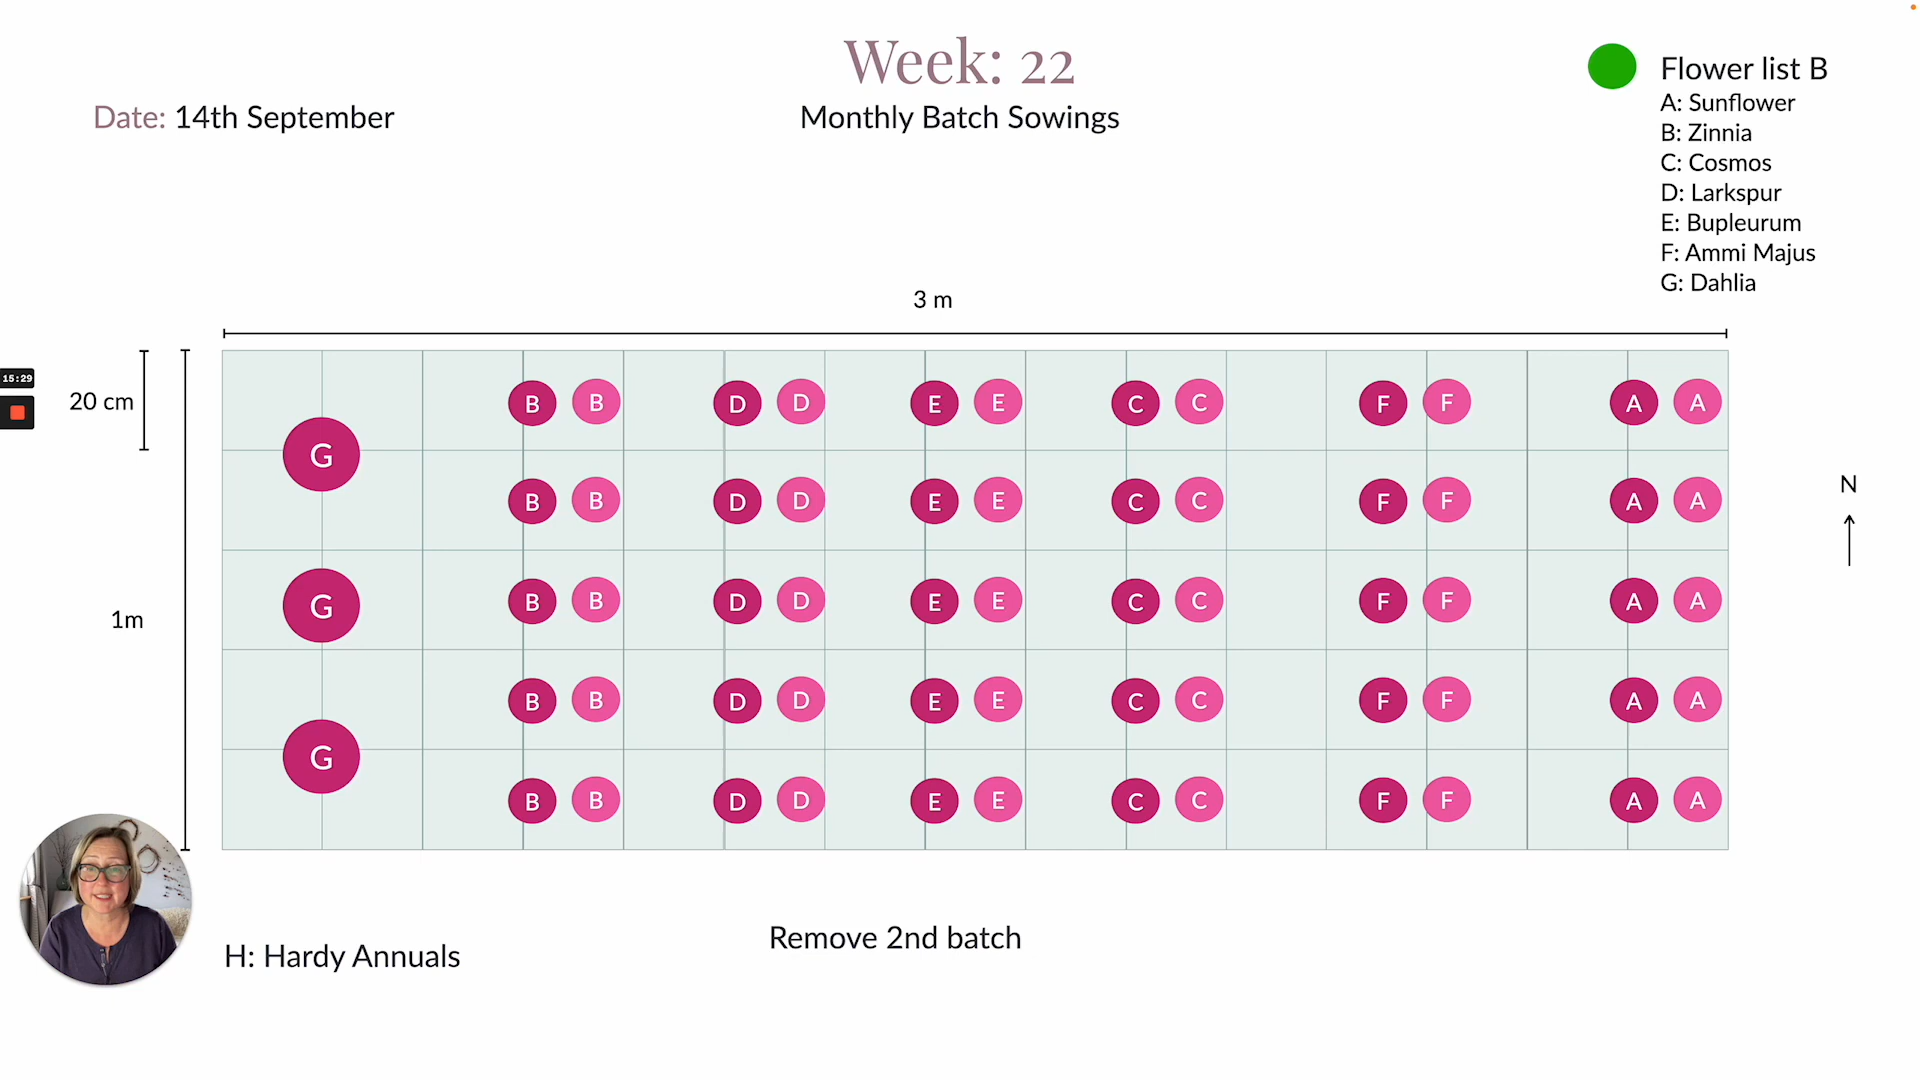 Week: 22
Monthly Batch Sowings
Date: 14th September
Flower list B
A: Sunflower
B: Zinnia
C: Cosmos
D: Larkspur
E: Bupleurum
F: Ammi Majus
G: Dahlia
3 m
15:29
20 cm
1m
N
B B D D E E C C F F A A
G
B B D D E E C C F F A A
G
B B D D E E C C F F A A
B B D D E E C C F F A A
G
B B D D E E C C F F A A
Remove 2nd batch
H: Hardy Annuals